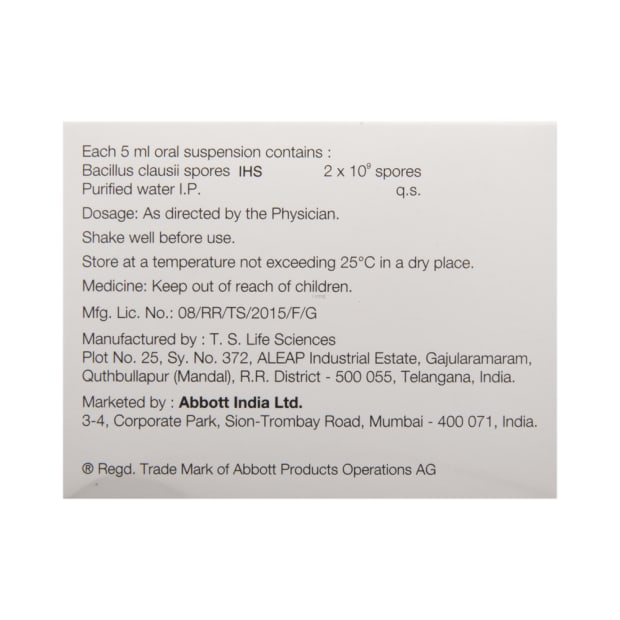 Each 5 ml oral suspension contains :
Bacillus clausii spores IHS 2 x 10⁹ spores
Purified water I.P. q.s.
Dosage: As directed by the Physician.
Shake well before use.
Store at a temperature not exceeding 25°C in a dry place.
Medicine: Keep out of reach of children.
Mfg. Lic. No.: 08/RR/TS/2015/F/G
Manufactured by : T. S. Life Sciences
Plot No. 25, Sy. No. 372, ALEAP Industrial Estate, Gajularamaram,
Quthbullapur (Mandal), R.R. District - 500 055, Telangana, India.
Marketed by : Abbott India Ltd.
3-4, Corporate Park, Sion-Trombay Road, Mumbai - 400 071, India.
® Regd. Trade Mark of Abbott Products Operations AG